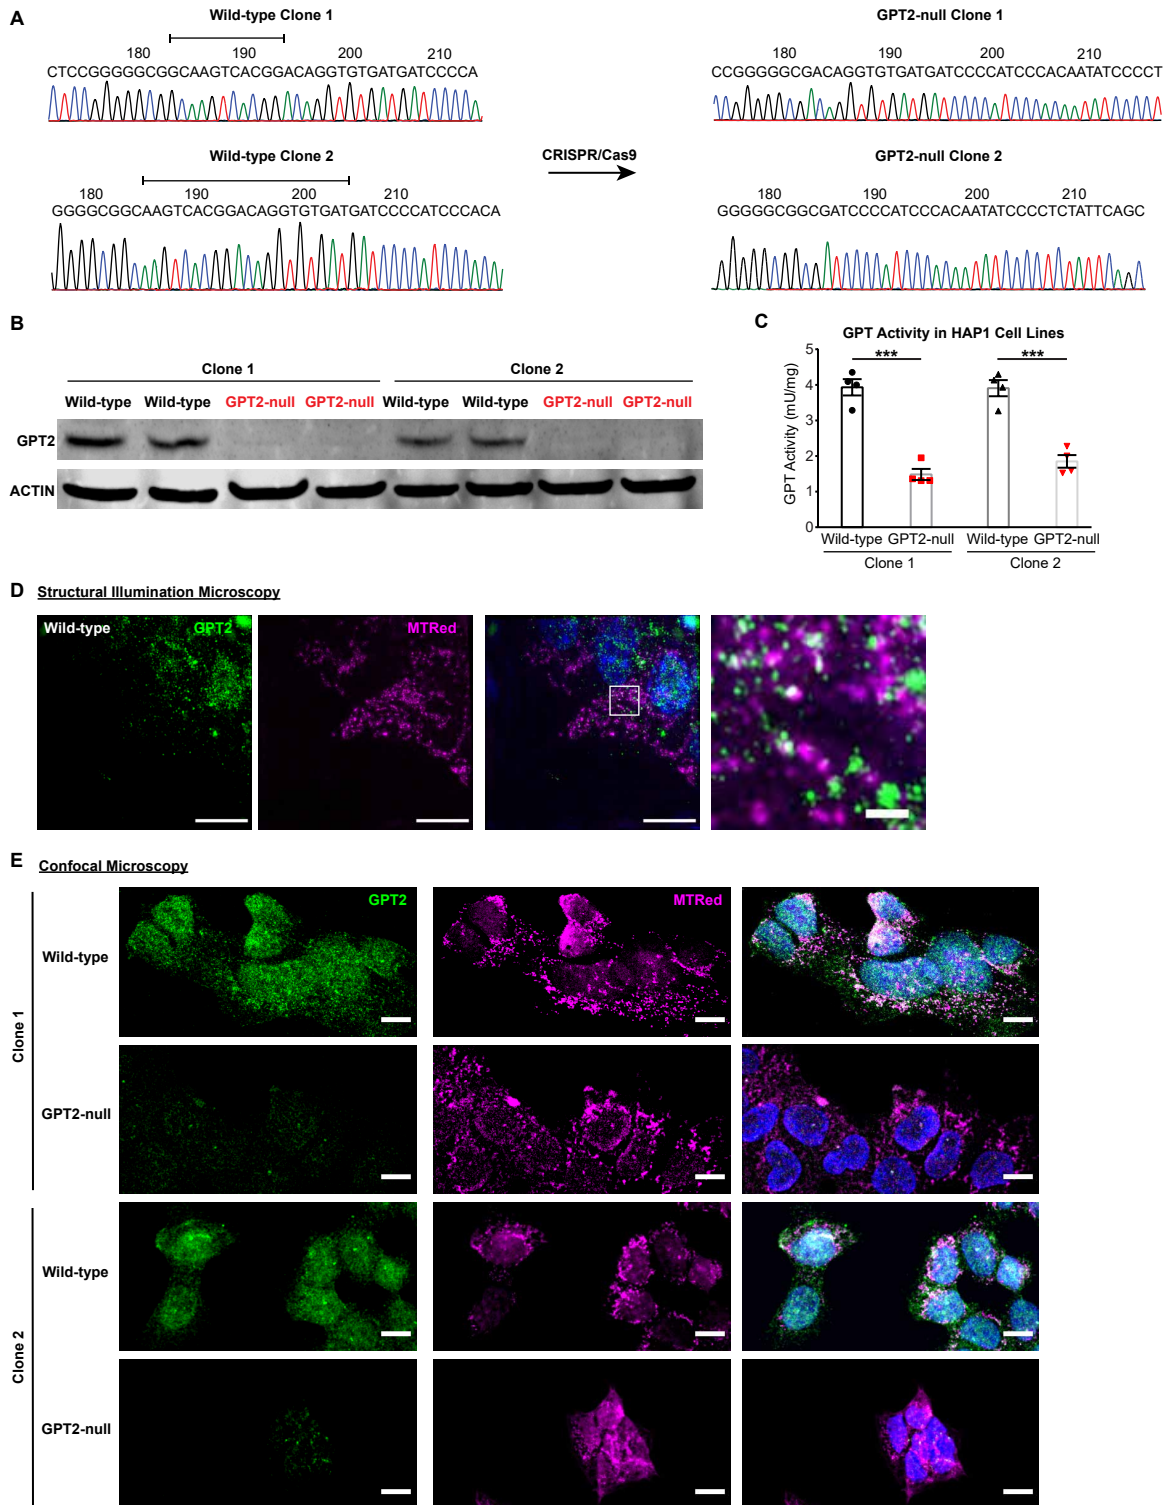 A
Wild-type Clone 1
180 190 200 210
CTCCGGGGGCGGCAAGTCACGGACAGGTGTGATGATCCCCA
GPT2-null Clone 1
180 190 200 210
CCGGGGGCGACAGGTGTGATGATCCCCATCCCACAATATCCCCT
Wild-type Clone 2
180 190 200 210
GGGGCGGCAAGTCACGGACAGGTGTGATGATCCCCATCCCACA
CRISPR/Cas9
GPT2-null Clone 2
180 190 200 210
GGGGGCGGCGATCCCCATCCCACAATATCCCCTCTATTCAGC
B
Clone 1 Clone 2
Wild-type Wild-type GPT2-null GPT2-null Wild-type Wild-type GPT2-null GPT2-null
GPT2
ACTIN
C
GPT Activity in HAP1 Cell Lines
GPT Activity (mU/mg)
5
4
3
2
1
0
*** ***
Wild-type GPT2-null Wild-type GPT2-null
Clone 1 Clone 2
D Structural Illumination Microscopy
Wild-type GPT2 MTRed
E Confocal Microscopy
GPT2 MTRed
Clone 1
Wild-type
GPT2-null
Clone 2
Wild-type
GPT2-null